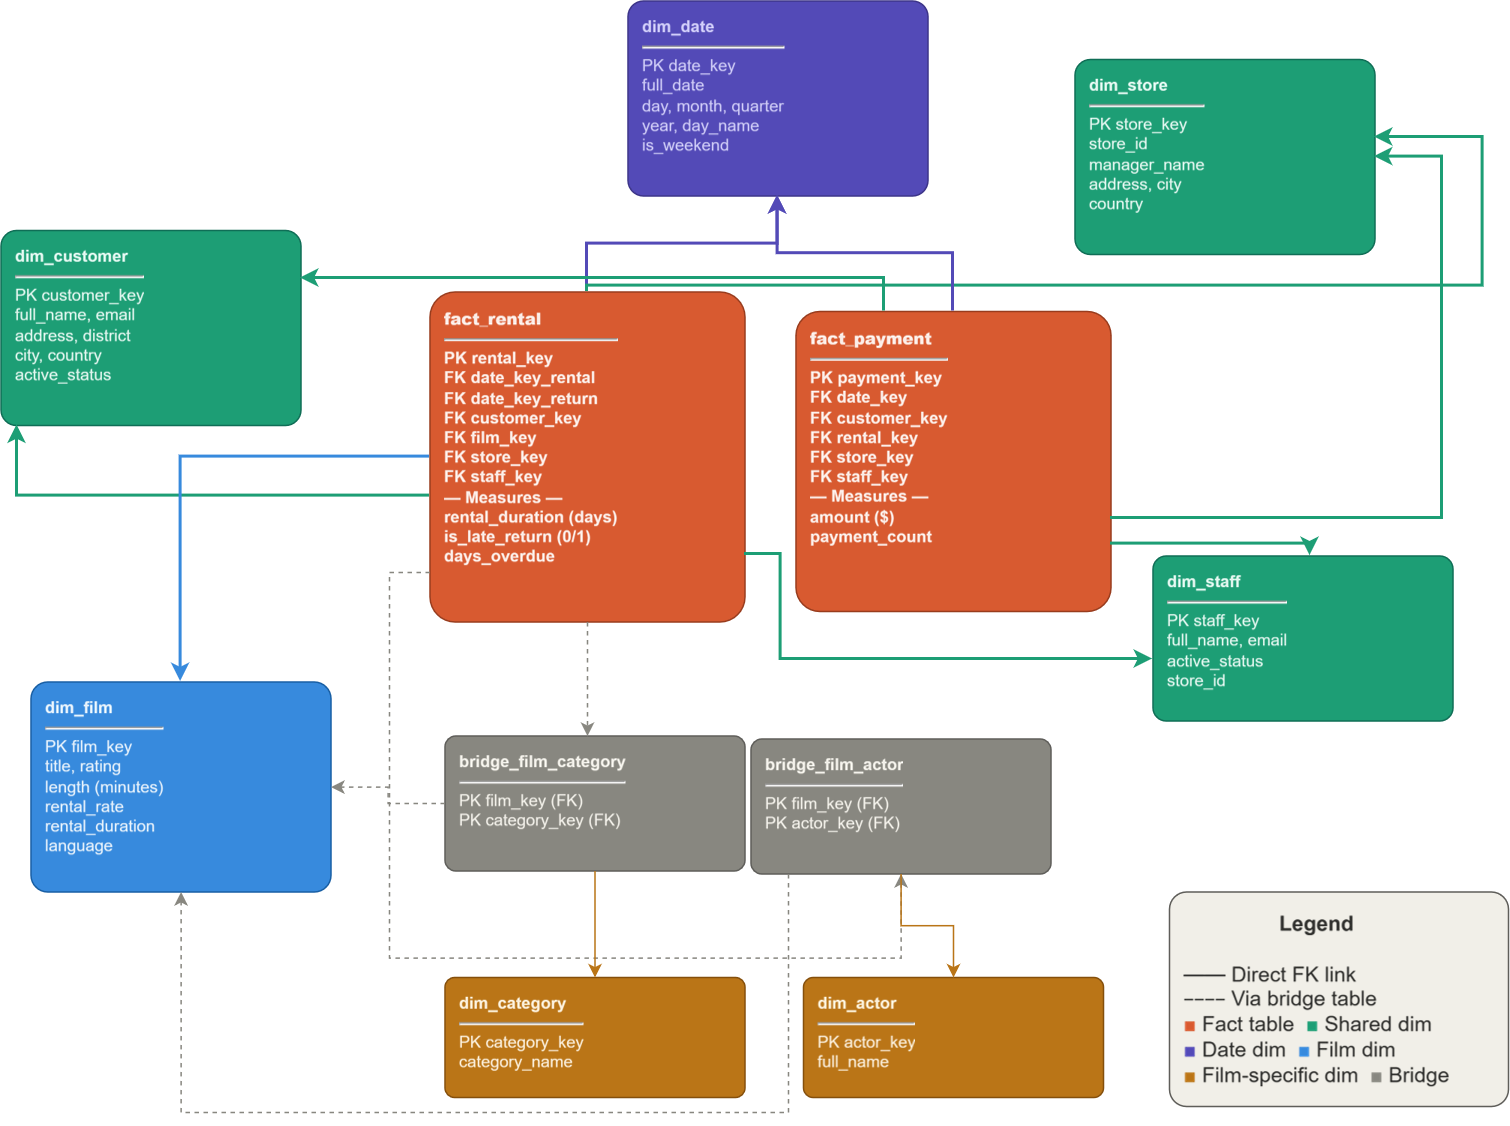 dim_date
PK date_key
full_date
day, month, quarter
year, day_name
is_weekend
dim_store
PK store_key
store_id
manager_name
address, city
country
dim_customer
PK customer_key
full_name, email
address, district
city, country
active_status
fact_rental
PK rental_key
FK date_key_rental
FK date_key_return
FK customer_key
FK film_key
FK store_key
FK staff_key
— Measures —
rental_duration (days)
is_late_return (0/1)
days_overdue
fact_payment
PK payment_key
FK date_key
FK customer_key
FK rental_key
FK store_key
FK staff_key
— Measures —
amount ($)
payment_count
dim_staff
PK staff_key
full_name, email
active_status
store_id
dim_film
PK film_key
title, rating
length (minutes)
rental_rate
rental_duration
language
bridge_film_category
PK film_key (FK)
PK category_key (FK)
bridge_film_actor
PK film_key (FK)
PK actor_key (FK)
dim_category
PK category_key
category_name
dim_actor
PK actor_key
full_name
Legend
Direct FK link
Via bridge table
Fact table Shared dim
Date dim Film dim
Film-specific dim Bridge